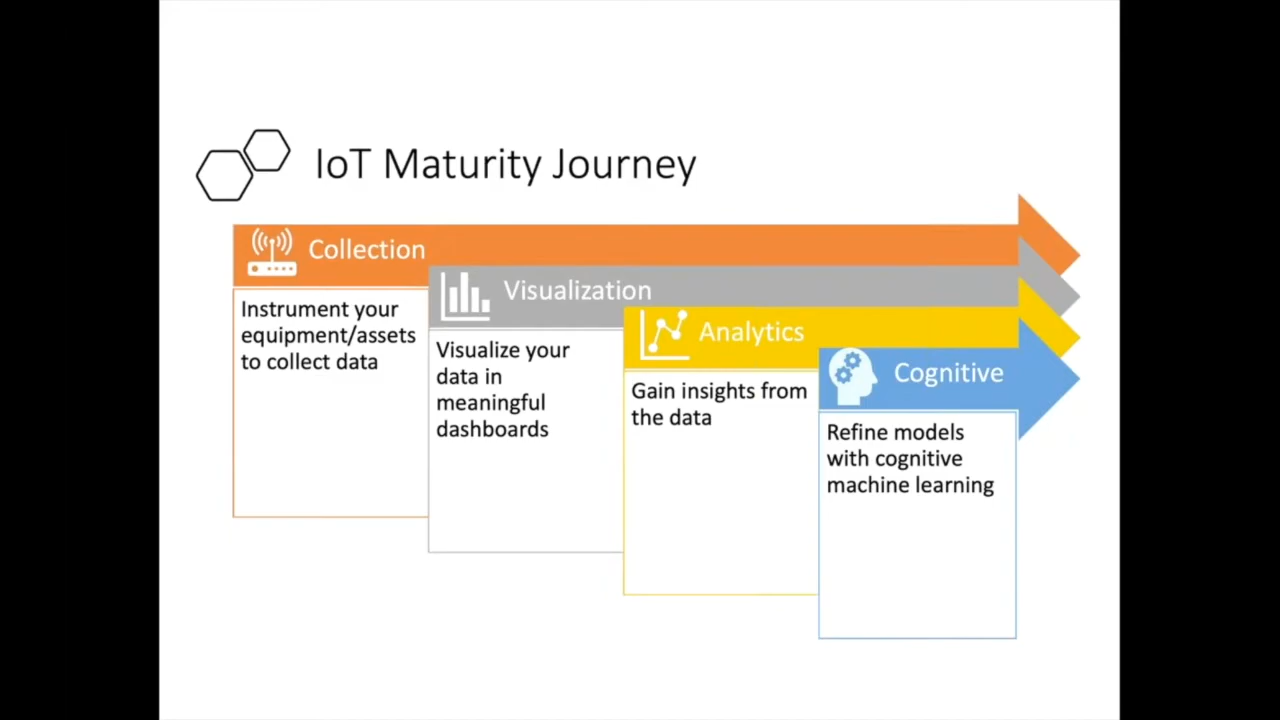 IoT Maturity Journey
Collection
Instrument your
equipment/assets
to collect data
Visualization
Visualize your
data in
meaningful
dashboards
Analytics
Gain insights from
the data
Cognitive
Refine models
with cognitive
machine learning